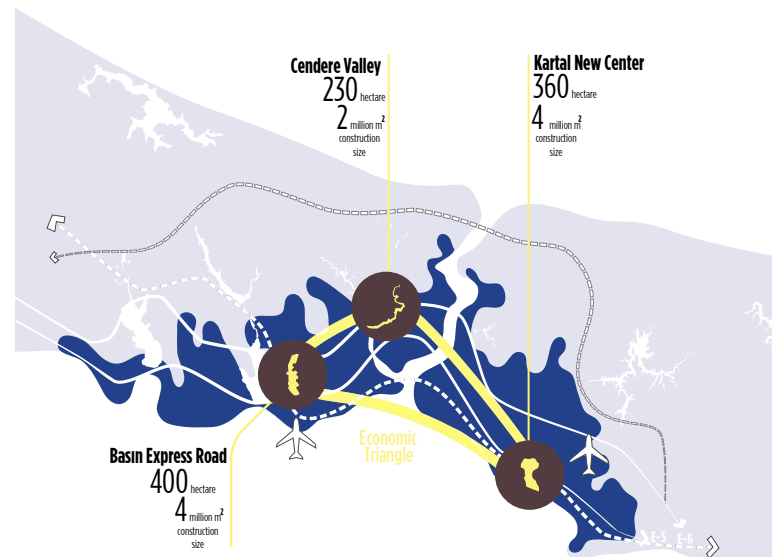 Cendere Valley
230 hectare
2 million m²
construction
size
Kartal New Center
360 hectare
4 million m²
construction
size
Economic
Triangle
Basın Express Road
400 hectare
4 million m²
construction
size
E-5 E-6